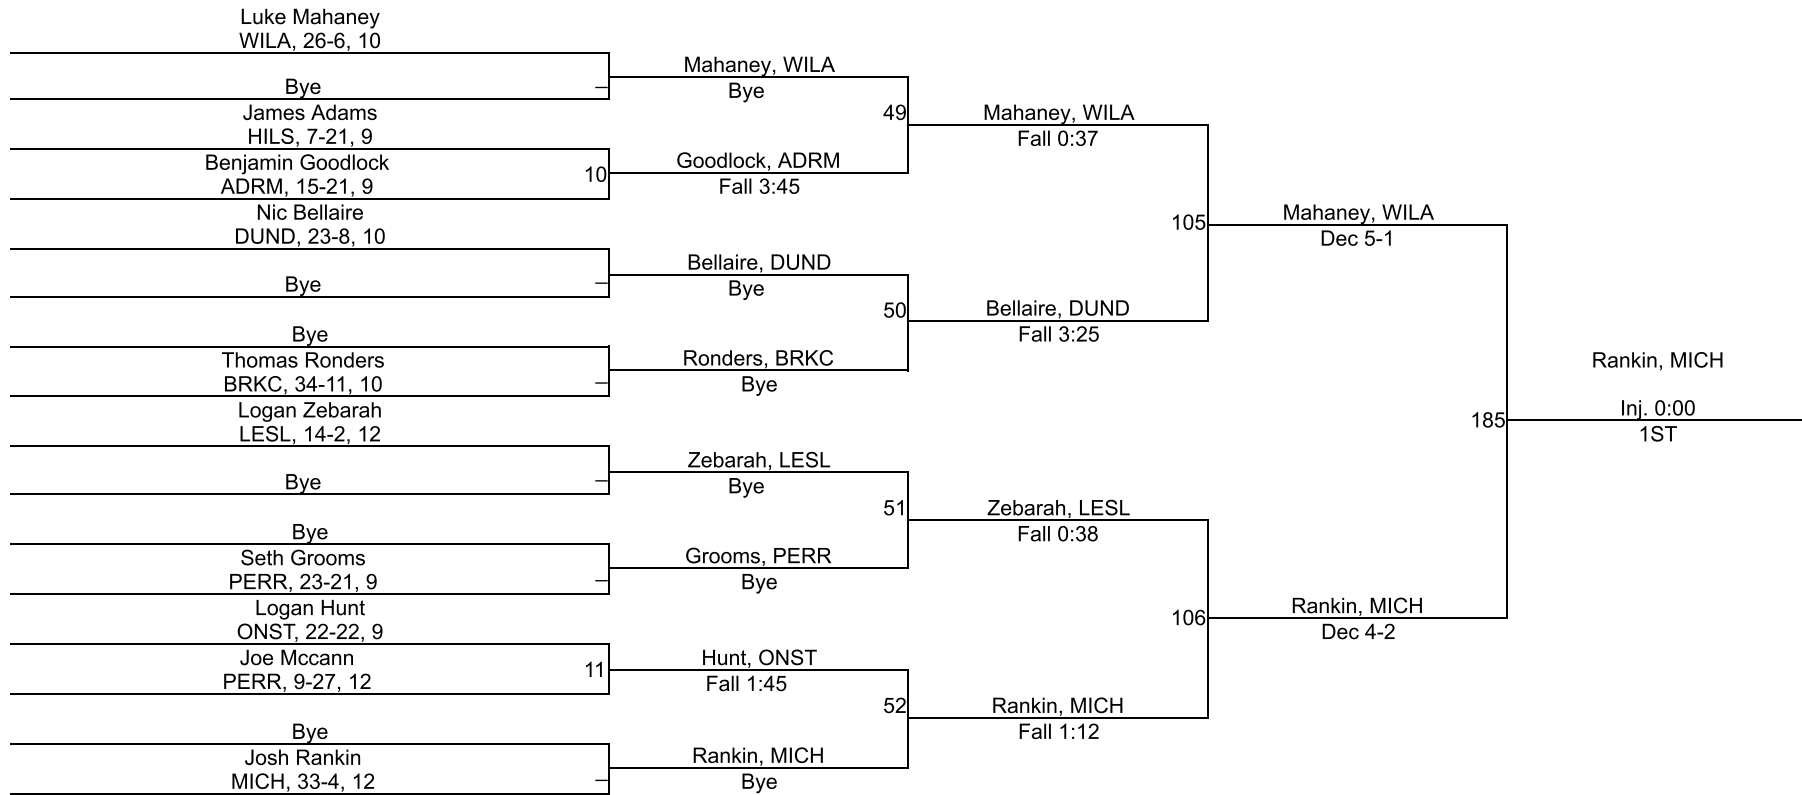 Luke Mahaney
WILA, 26-6, 10
Bye
James Adams
HILS, 7-21, 9
Benjamin Goodlock
ADRM, 15-21, 9
Nic Bellaire
DUND, 23-8, 10
Bye
Bye
Thomas Ronders
BRKC, 34-11, 10
Logan Zebarah
LESL, 14-2, 12
Bye
Bye
Seth Grooms
PERR, 23-21, 9
Logan Hunt
ONST, 22-22, 9
Joe Mccann
PERR, 9-27, 12
Bye
Josh Rankin
MICH, 33-4, 12
–
10
–
–
–
–
11
–
Mahaney, WILA
Bye
Goodlock, ADRM
Fall 3:45
Bellaire, DUND
Bye
Ronders, BRKC
Bye
Zebarah, LESL
Bye
Grooms, PERR
Bye
Hunt, ONST
Fall 1:45
Rankin, MICH
Bye
49
50
51
52
Mahaney, WILA
Fall 0:37
Bellaire, DUND
Fall 3:25
Zebarah, LESL
Fall 0:38
Rankin, MICH
Fall 1:12
105
106
Mahaney, WILA
Dec 5-1
Rankin, MICH
Dec 4-2
185
Rankin, MICH
Inj. 0:00
1ST